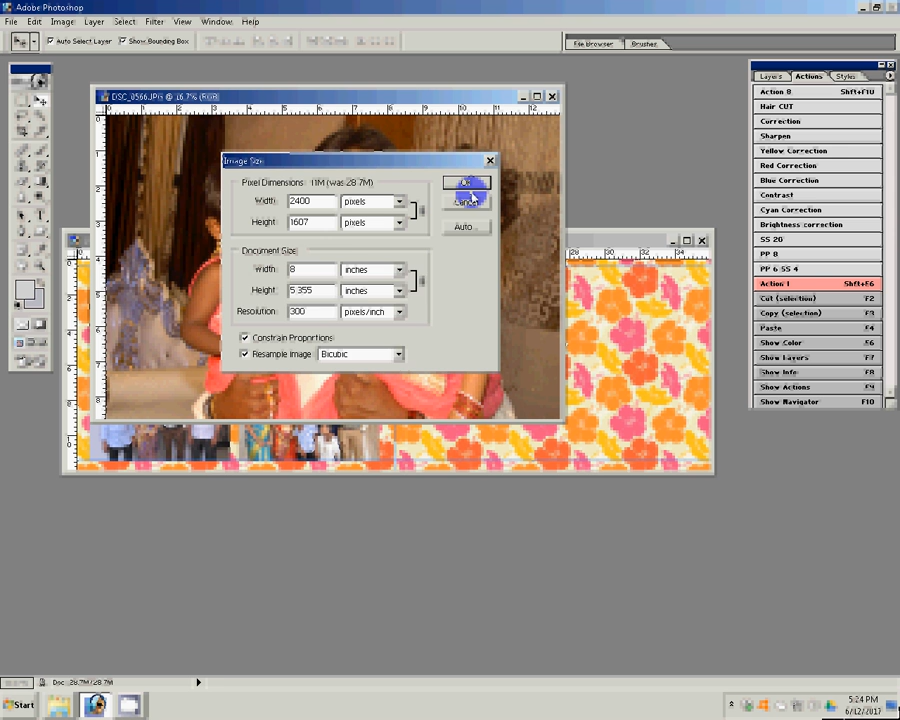 Adobe Photoshop
File Edit Image Layer Select Filter View Window Help
Auto Select Layer Show Bounding Box
File Browser Brushes
Layers Actions Styles
DSC_0566.JPG @ 16.7% (RGB)
Image Size
Pixel Dimensions: 11M (was 28.7M)
Width: 2400 pixels
Height: 1607 pixels
Cancel
Auto...
Document Size:
Width: 8 inches
Height: 5.355 inches
Resolution: 300 pixels/inch
Constrain Proportions
Resample Image: Bicubic
Action 8 Shft+F10
Hair CUT
Correction
Sharpen
Yellow Correction
Red Correction
Blue Correction
Contrast
Cyan Correction
Brightness correction
SS 20
PP 8
PP 6 SS 4
Action 1 Shft+F6
Cut (selection) F2
Copy (selection) F3
Paste F4
Show Color F6
Show Layers F7
Show Info F8
Show Actions F9
Show Navigator F10
Doc: 28.7M/28.7M
Start
5:24 PM
6/12/2017